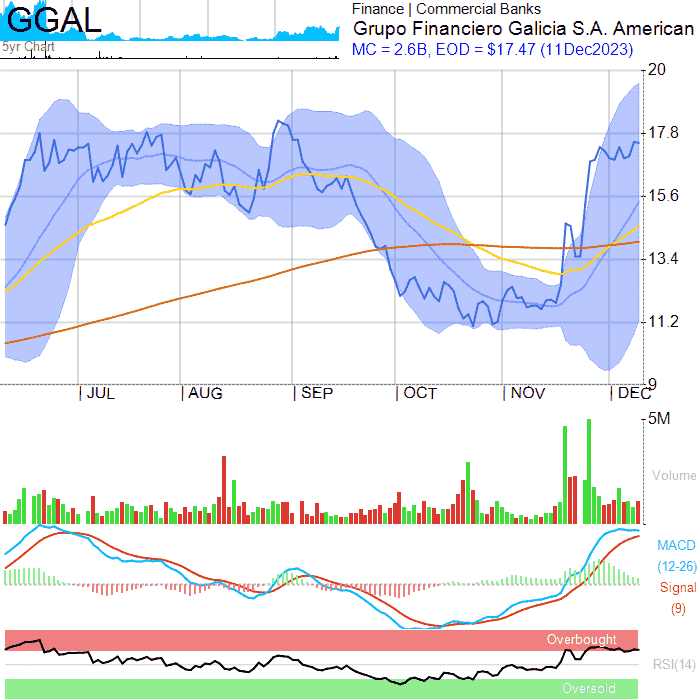 GGAL
5yr Chart
Finance | Commercial Banks
Grupo Financiero Galicia S.A. American
MC = 2.6B, EOD = $17.47 (11Dec2023)
20
17.8
15.6
13.4
11.2
9
JUL
AUG
SEP
OCT
NOV
DEC
5M
Volume
MACD
(12-26)
Signal
(9)
Overbought
RSI(14)
Oversold